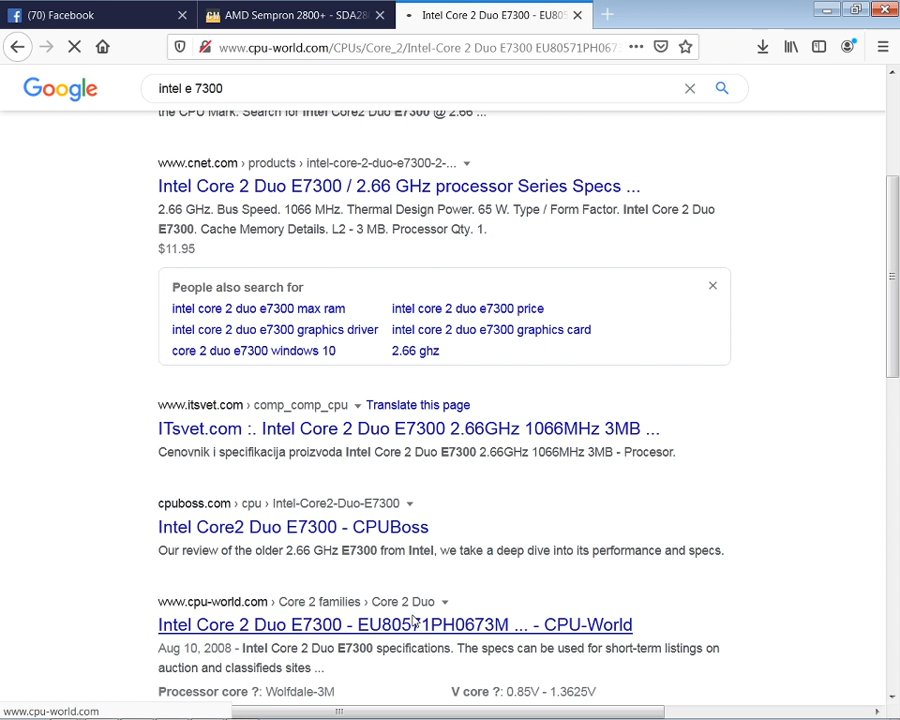 (70) Facebook
AMD Sempron 2800+ - SDA28
Intel Core 2 Duo E7300 - EU805
www.cpu-world.com/CPUs/Core_2/Intel-Core 2 Duo E7300 EU80571PH067
Google
intel e 7300
the CPU Mark. Search for Intel Core2 Duo E7300 @ 2.66 ...
www.cnet.com › products › intel-core-2-duo-e7300-2-...
Intel Core 2 Duo E7300 / 2.66 GHz processor Series Specs ...
2.66 GHz. Bus Speed. 1066 MHz. Thermal Design Power. 65 W. Type / Form Factor. Intel Core 2 Duo
E7300. Cache Memory Details. L2 - 3 MB. Processor Qty. 1.
$11.95
People also search for
intel core 2 duo e7300 max ram
intel core 2 duo e7300 price
intel core 2 duo e7300 graphics driver
intel core 2 duo e7300 graphics card
core 2 duo e7300 windows 10
2.66 ghz
www.itsvet.com › comp_comp_cpu
Translate this page
ITsvet.com :. Intel Core 2 Duo E7300 2.66GHz 1066MHz 3MB ...
Cenovnik i specifikacija proizvoda Intel Core 2 Duo E7300 2.66GHz 1066MHz 3MB - Procesor.
cpuboss.com › cpu › Intel-Core2-Duo-E7300
Intel Core2 Duo E7300 - CPUBoss
Our review of the older 2.66 GHz E7300 from Intel, we take a deep dive into its performance and specs.
www.cpu-world.com › Core 2 families › Core 2 Duo
Intel Core 2 Duo E7300 - EU80571PH0673M ... - CPU-World
Aug 10, 2008 - Intel Core 2 Duo E7300 specifications. The specs can be used for short-term listings on
auction and classifieds sites ...
Processor core ?: Wolfdale-3M
V core ?: 0.85V - 1.3625V
www.cpu-world.com